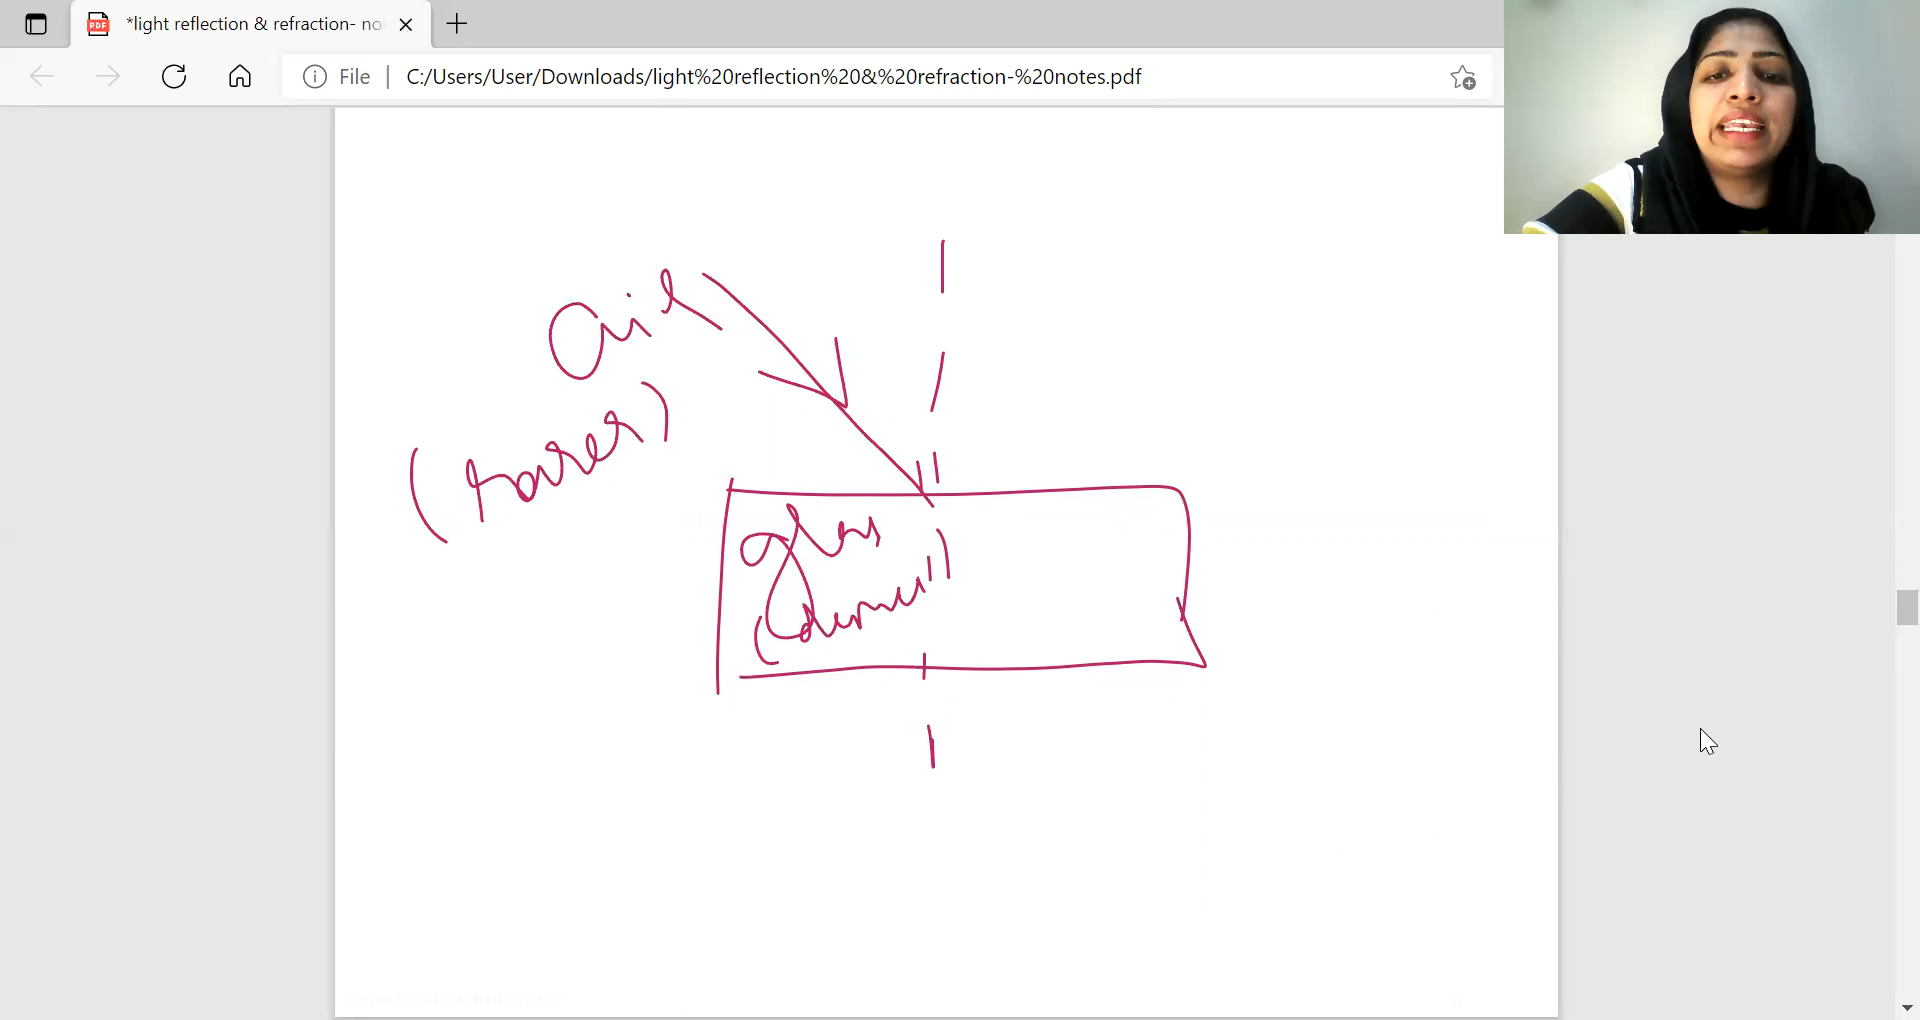 *light reflection & refraction- no
File C:/Users/User/Downloads/light%20reflection%20&%20refraction-%20notes.pdf
Air
(rarer)
glass
(denser)